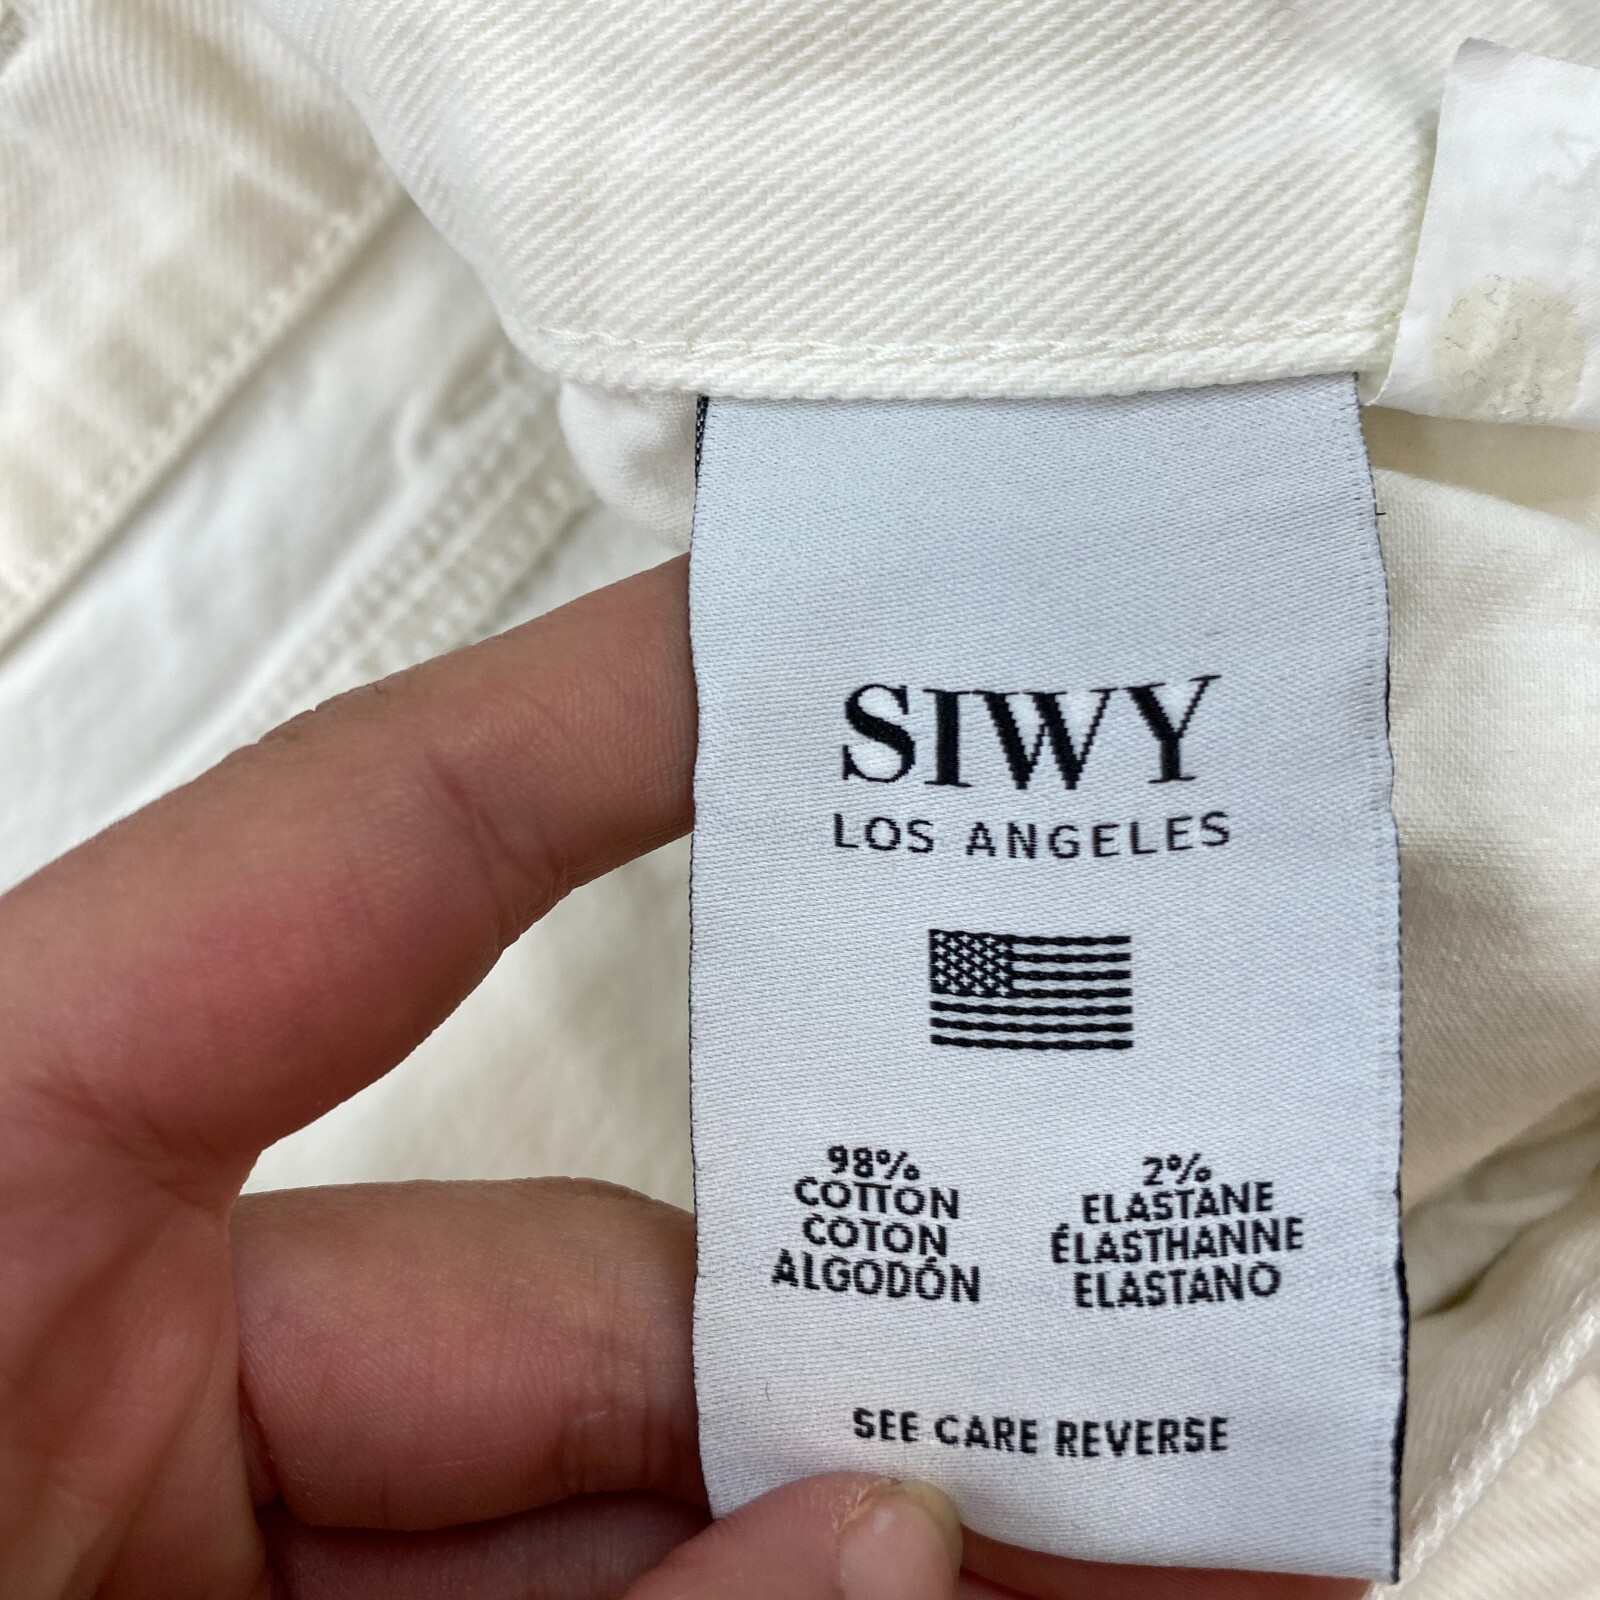 SIWY
LOS ANGELES
98%
COTTON
COTON
ALGODÓN
2%
ELASTANE
ÉLASTHANNE
ELASTANO
SEE CARE REVERSE